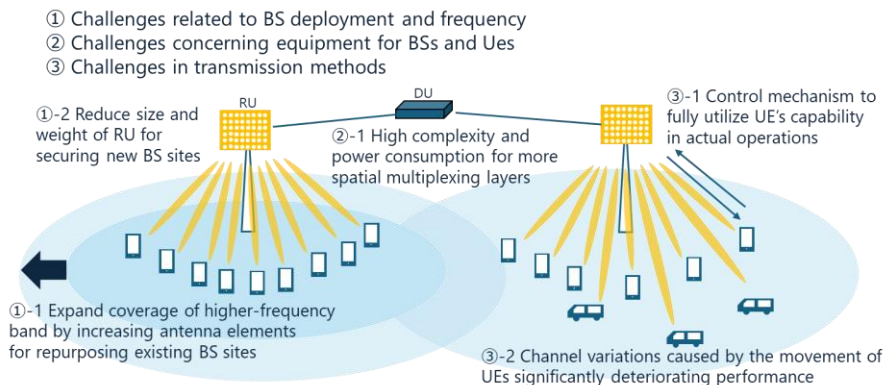 ① Challenges related to BS deployment and frequency
② Challenges concerning equipment for BSs and Ues
③ Challenges in transmission methods
RU
DU
①-2 Reduce size and
weight of RU for
securing new BS sites
②-1 High complexity and
power consumption for more
spatial multiplexing layers
③-1 Control mechanism to
fully utilize UE's capability
in actual operations
①-1 Expand coverage of higher-frequency
band by increasing antenna elements
for repurposing existing BS sites
③-2 Channel variations caused by the movement of
UEs significantly deteriorating performance